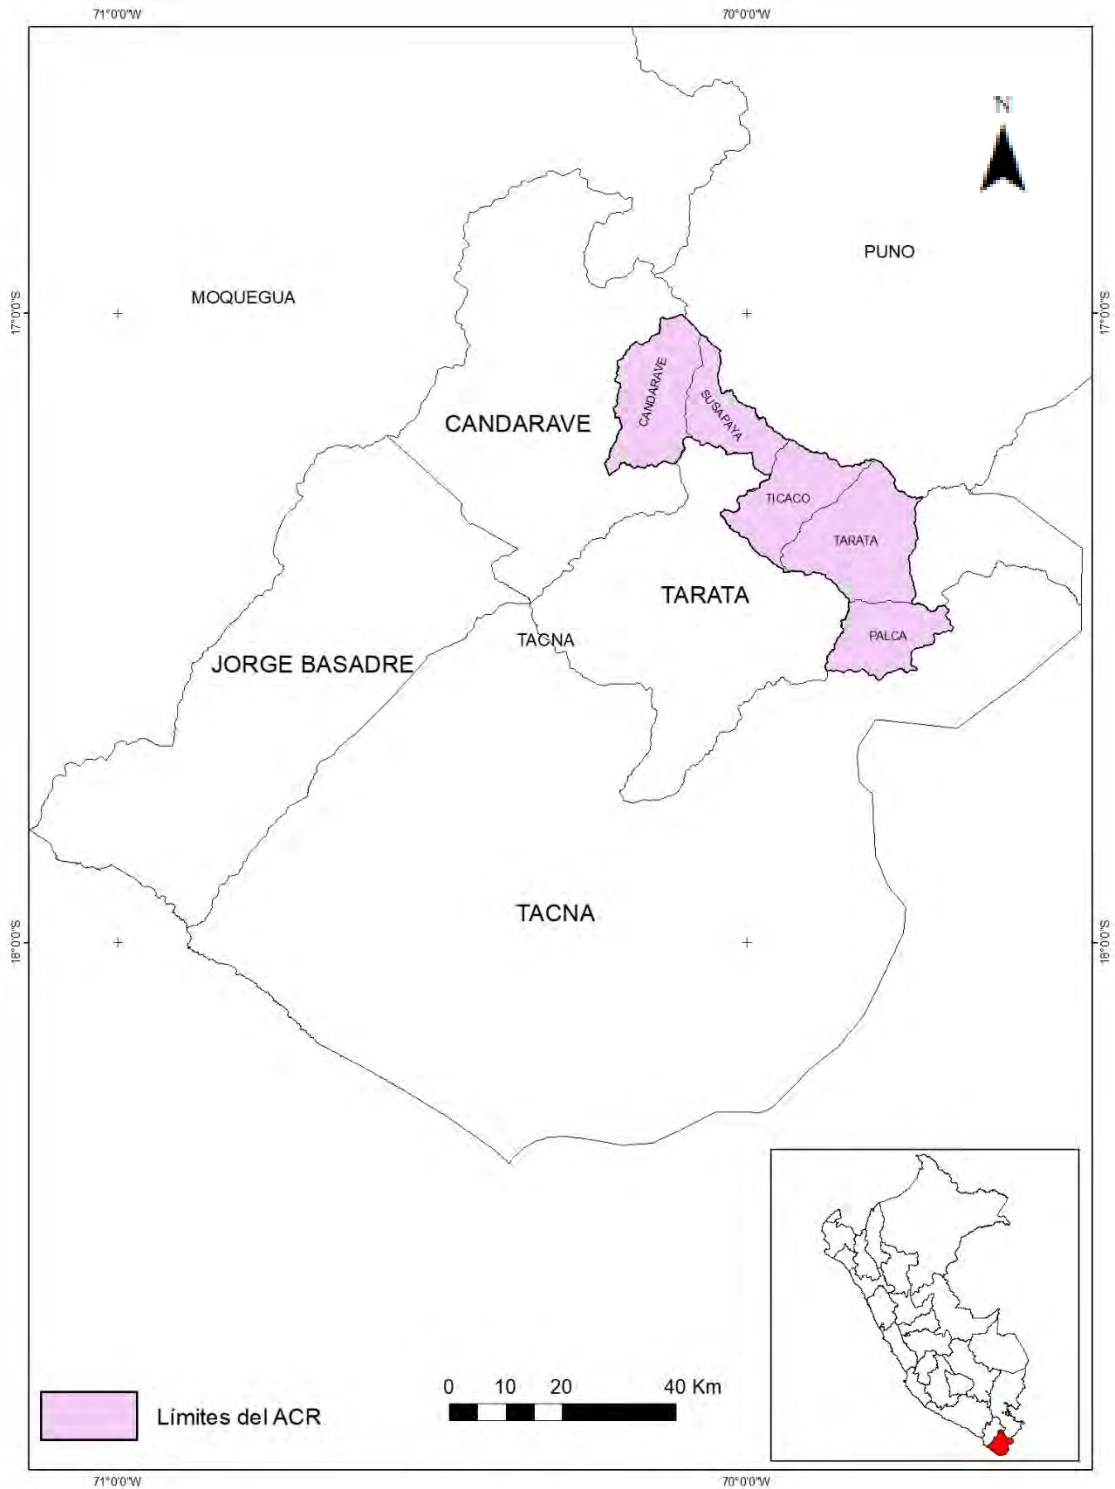 71°0'0"W
70°0'0"W
N
PUNO
MOQUEGUA
17°0'0"S
17°0'0"S
CANDARAVE
SUSAPAYA
CANDARAVE
TICACO
TARATA
TARATA
PALCA
TACNA
JORGE BASADRE
TACNA
18°0'0"S
18°0'0"S
0 10 20 40 Km
Límites del ACR
71°0'0"W
70°0'0"W